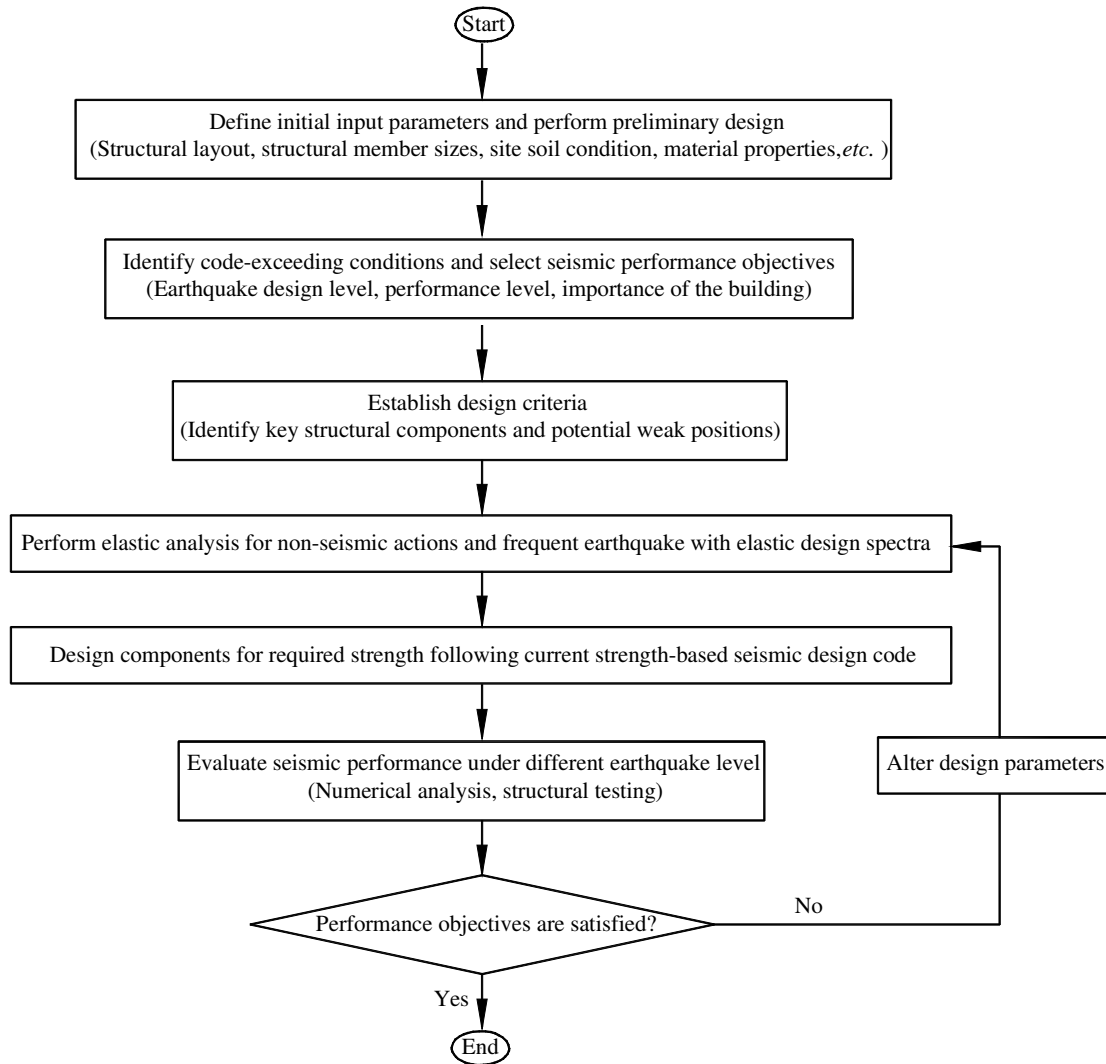 Start
Define initial input parameters and perform preliminary design
(Structural layout, structural member sizes, site soil condition, material properties,etc. )
Identify code-exceeding conditions and select seismic performance objectives
(Earthquake design level, performance level, importance of the building)
Establish design criteria
(Identify key structural components and potential weak positions)
Perform elastic analysis for non-seismic actions and frequent earthquake with elastic design spectra
Design components for required strength following current strength-based seismic design code
Evaluate seismic performance under different earthquake level
(Numerical analysis, structural testing)
Alter design parameters
Performance objectives are satisfied?
No
Yes
End